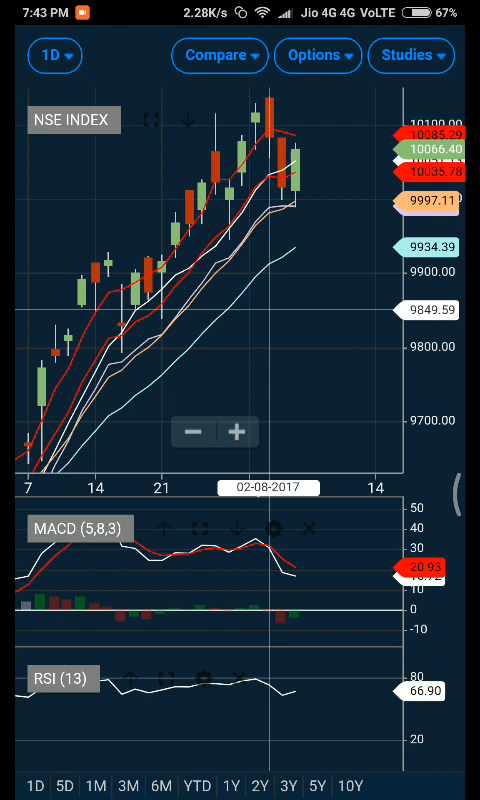 7:43 PM 2.28K/s Jio 4G 4G VoLTE 67%
1D Compare Options Studies
NSE INDEX
10100.00
10085.29
10066.40
10035.78
9997.11
9934.39
9900.00
9849.59
9800.00
9700.00
7 14 21 02-08-2017 14
MACD (5,8,3)
50
40
30
20.93
10
0
-10
RSI (13)
80
66.90
20
1D 5D 1M 3M 6M YTD 1Y 2Y 3Y 5Y 10Y